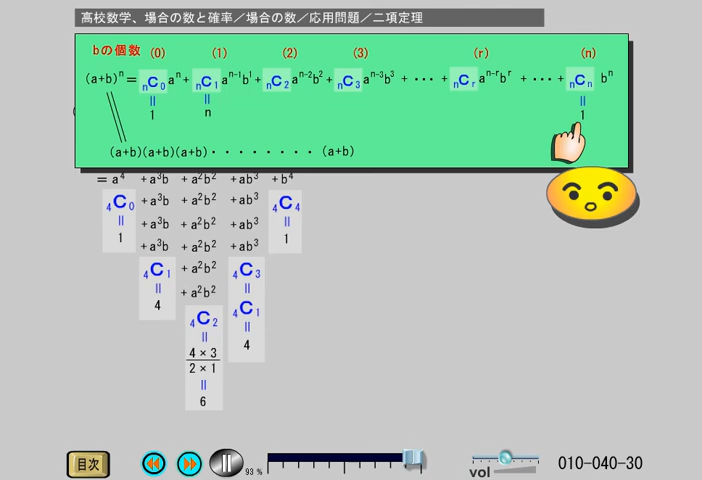 高校数学、場合の数と確率／場合の数／応用問題／二項定理
bの個数 (0) (1) (2) (3) (r) (n)
(a+b)ⁿ= ₙC₀aⁿ+ ₙC₁aⁿ⁻¹b¹+ ₙC₂aⁿ⁻²b²+ ₙC₃aⁿ⁻³b³ + ··· + ₙCᵣaⁿ⁻ʳbʳ + ··· + ₙCₙ bⁿ
|| || ||
1 n 1
(a+b)(a+b)(a+b)········(a+b)
= a⁴ +a³b +a²b² +ab³ +b⁴
₄C₀ +a³b +a²b² +ab³ ₄C₄
|| +a³b +a²b² +ab³ ||
1 +a³b +a²b² +ab³ 1
₄C₁ +a²b² ₄C₃
|| +a²b² ||
4 ₄C₂ ₄C₁
|| ||
4×3 4
2×1
||
6
目次 93 % vol 010-040-30